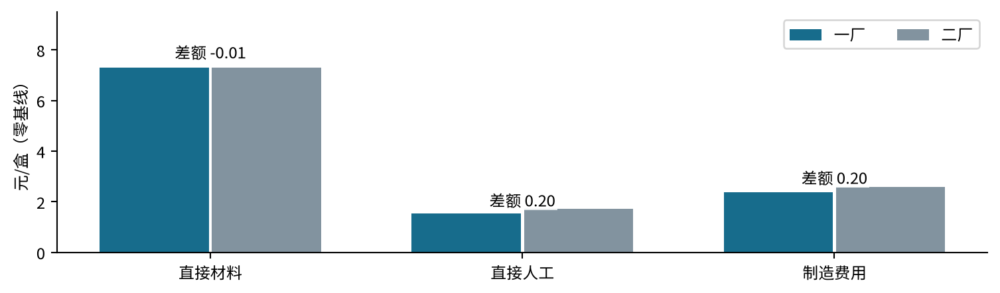 一厂
二厂
元/盒（零基线）
8
6
4
2
0
差额 -0.01
差额 0.20
差额 0.20
直接材料
直接人工
制造费用